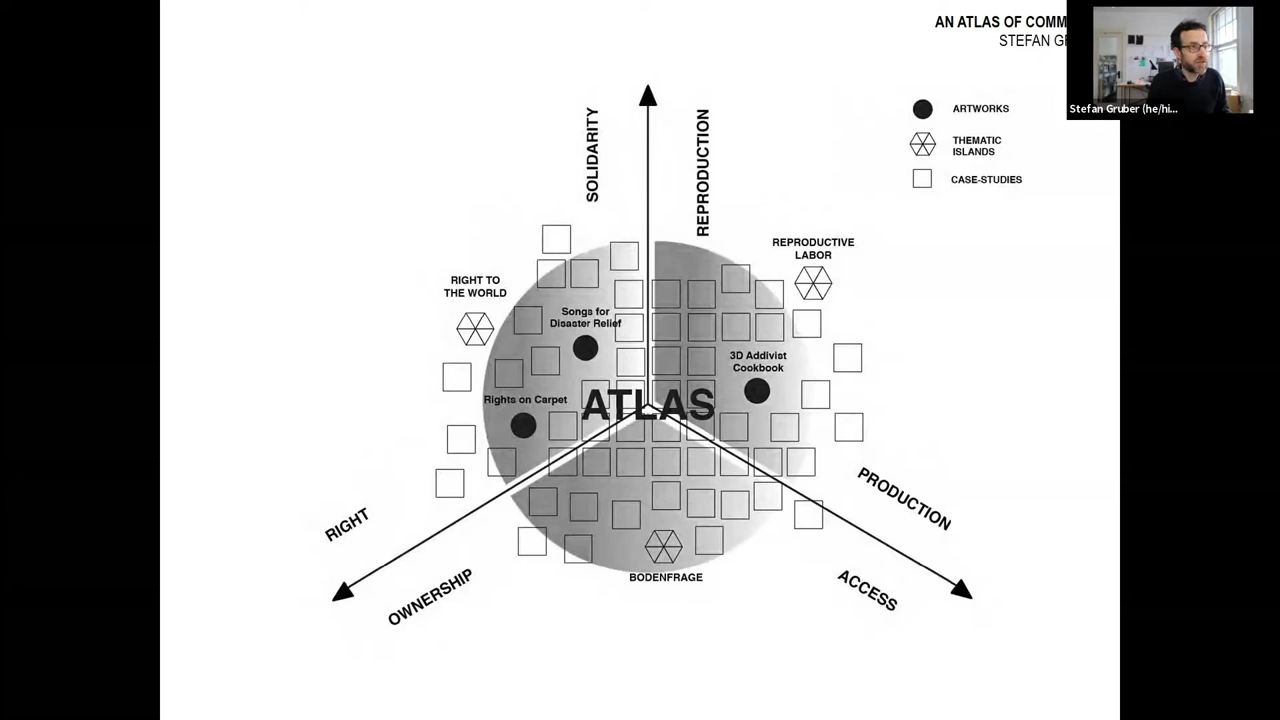 AN ATLAS OF COMM
STEFAN GR
Stefan Gruber (he/hi...
ARTWORKS
THEMATIC
ISLANDS
CASE-STUDIES
SOLIDARITY
REPRODUCTION
REPRODUCTIVE
LABOR
RIGHT TO
THE WORLD
Songs for
Disaster Relief
3D Addivist
Cookbook
Rights on Carpet
ATLAS
PRODUCTION
RIGHT
OWNERSHIP
BODENFRAGE
ACCESS